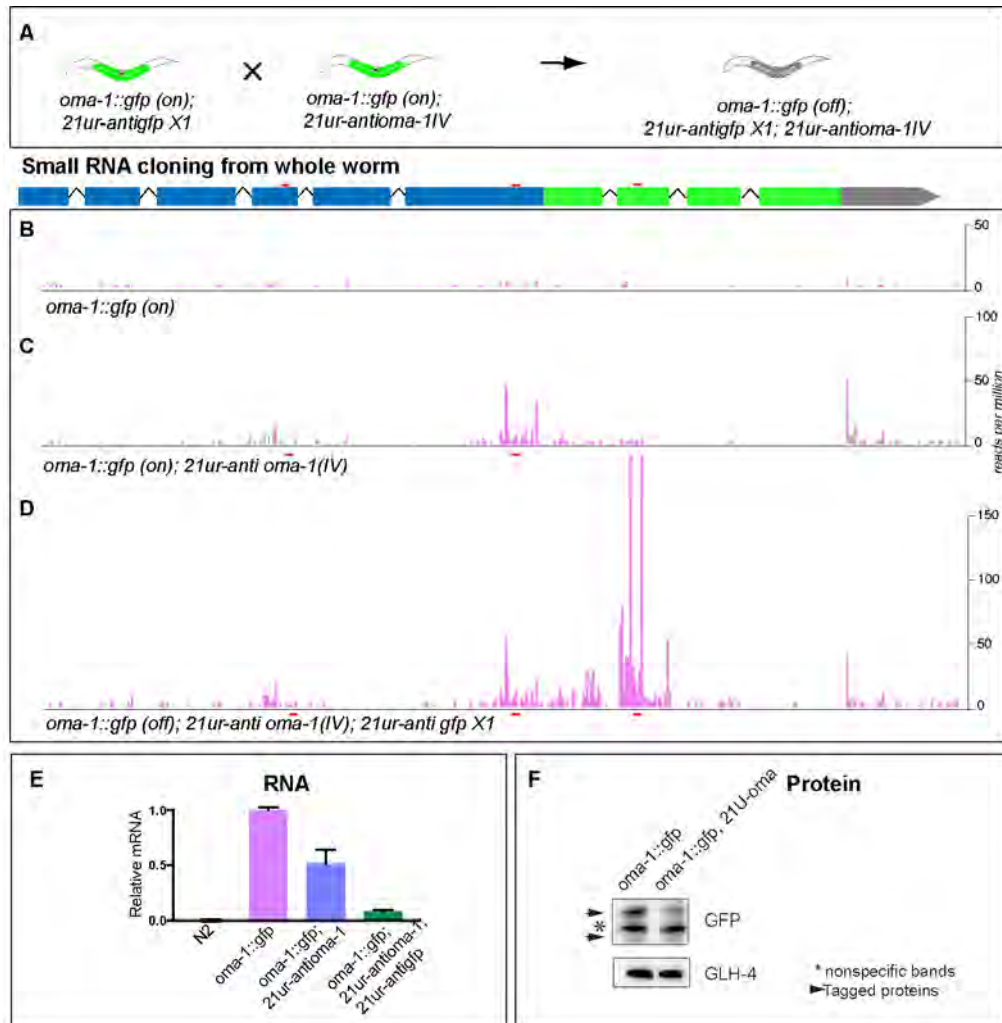 A
oma-1::gfp (on);
21ur-antigfp X1
×
oma-1::gfp (on);
21ur-antioma-1IV
oma-1::gfp (off);
21ur-antigfp X1; 21ur-antioma-1IV
Small RNA cloning from whole worm
B
50
0
oma-1::gfp (on)
C
100
50
0
reads per million
oma-1::gfp (on); 21ur-anti oma-1(IV)
D
150
100
50
0
oma-1::gfp (off); 21ur-anti oma-1(IV); 21ur-anti gfp X1
E
RNA
Relative mRNA
1.0
0.5
0.0
N2
oma-1::gfp
oma-1::gfp;
21ur-antioma-1
oma-1::gfp;
21ur-antioma-1;
21ur-antigfp
F
Protein
oma-1::gfp
oma-1::gfp, 21U-oma
*
GFP
GLH-4
* nonspecific bands
Tagged proteins